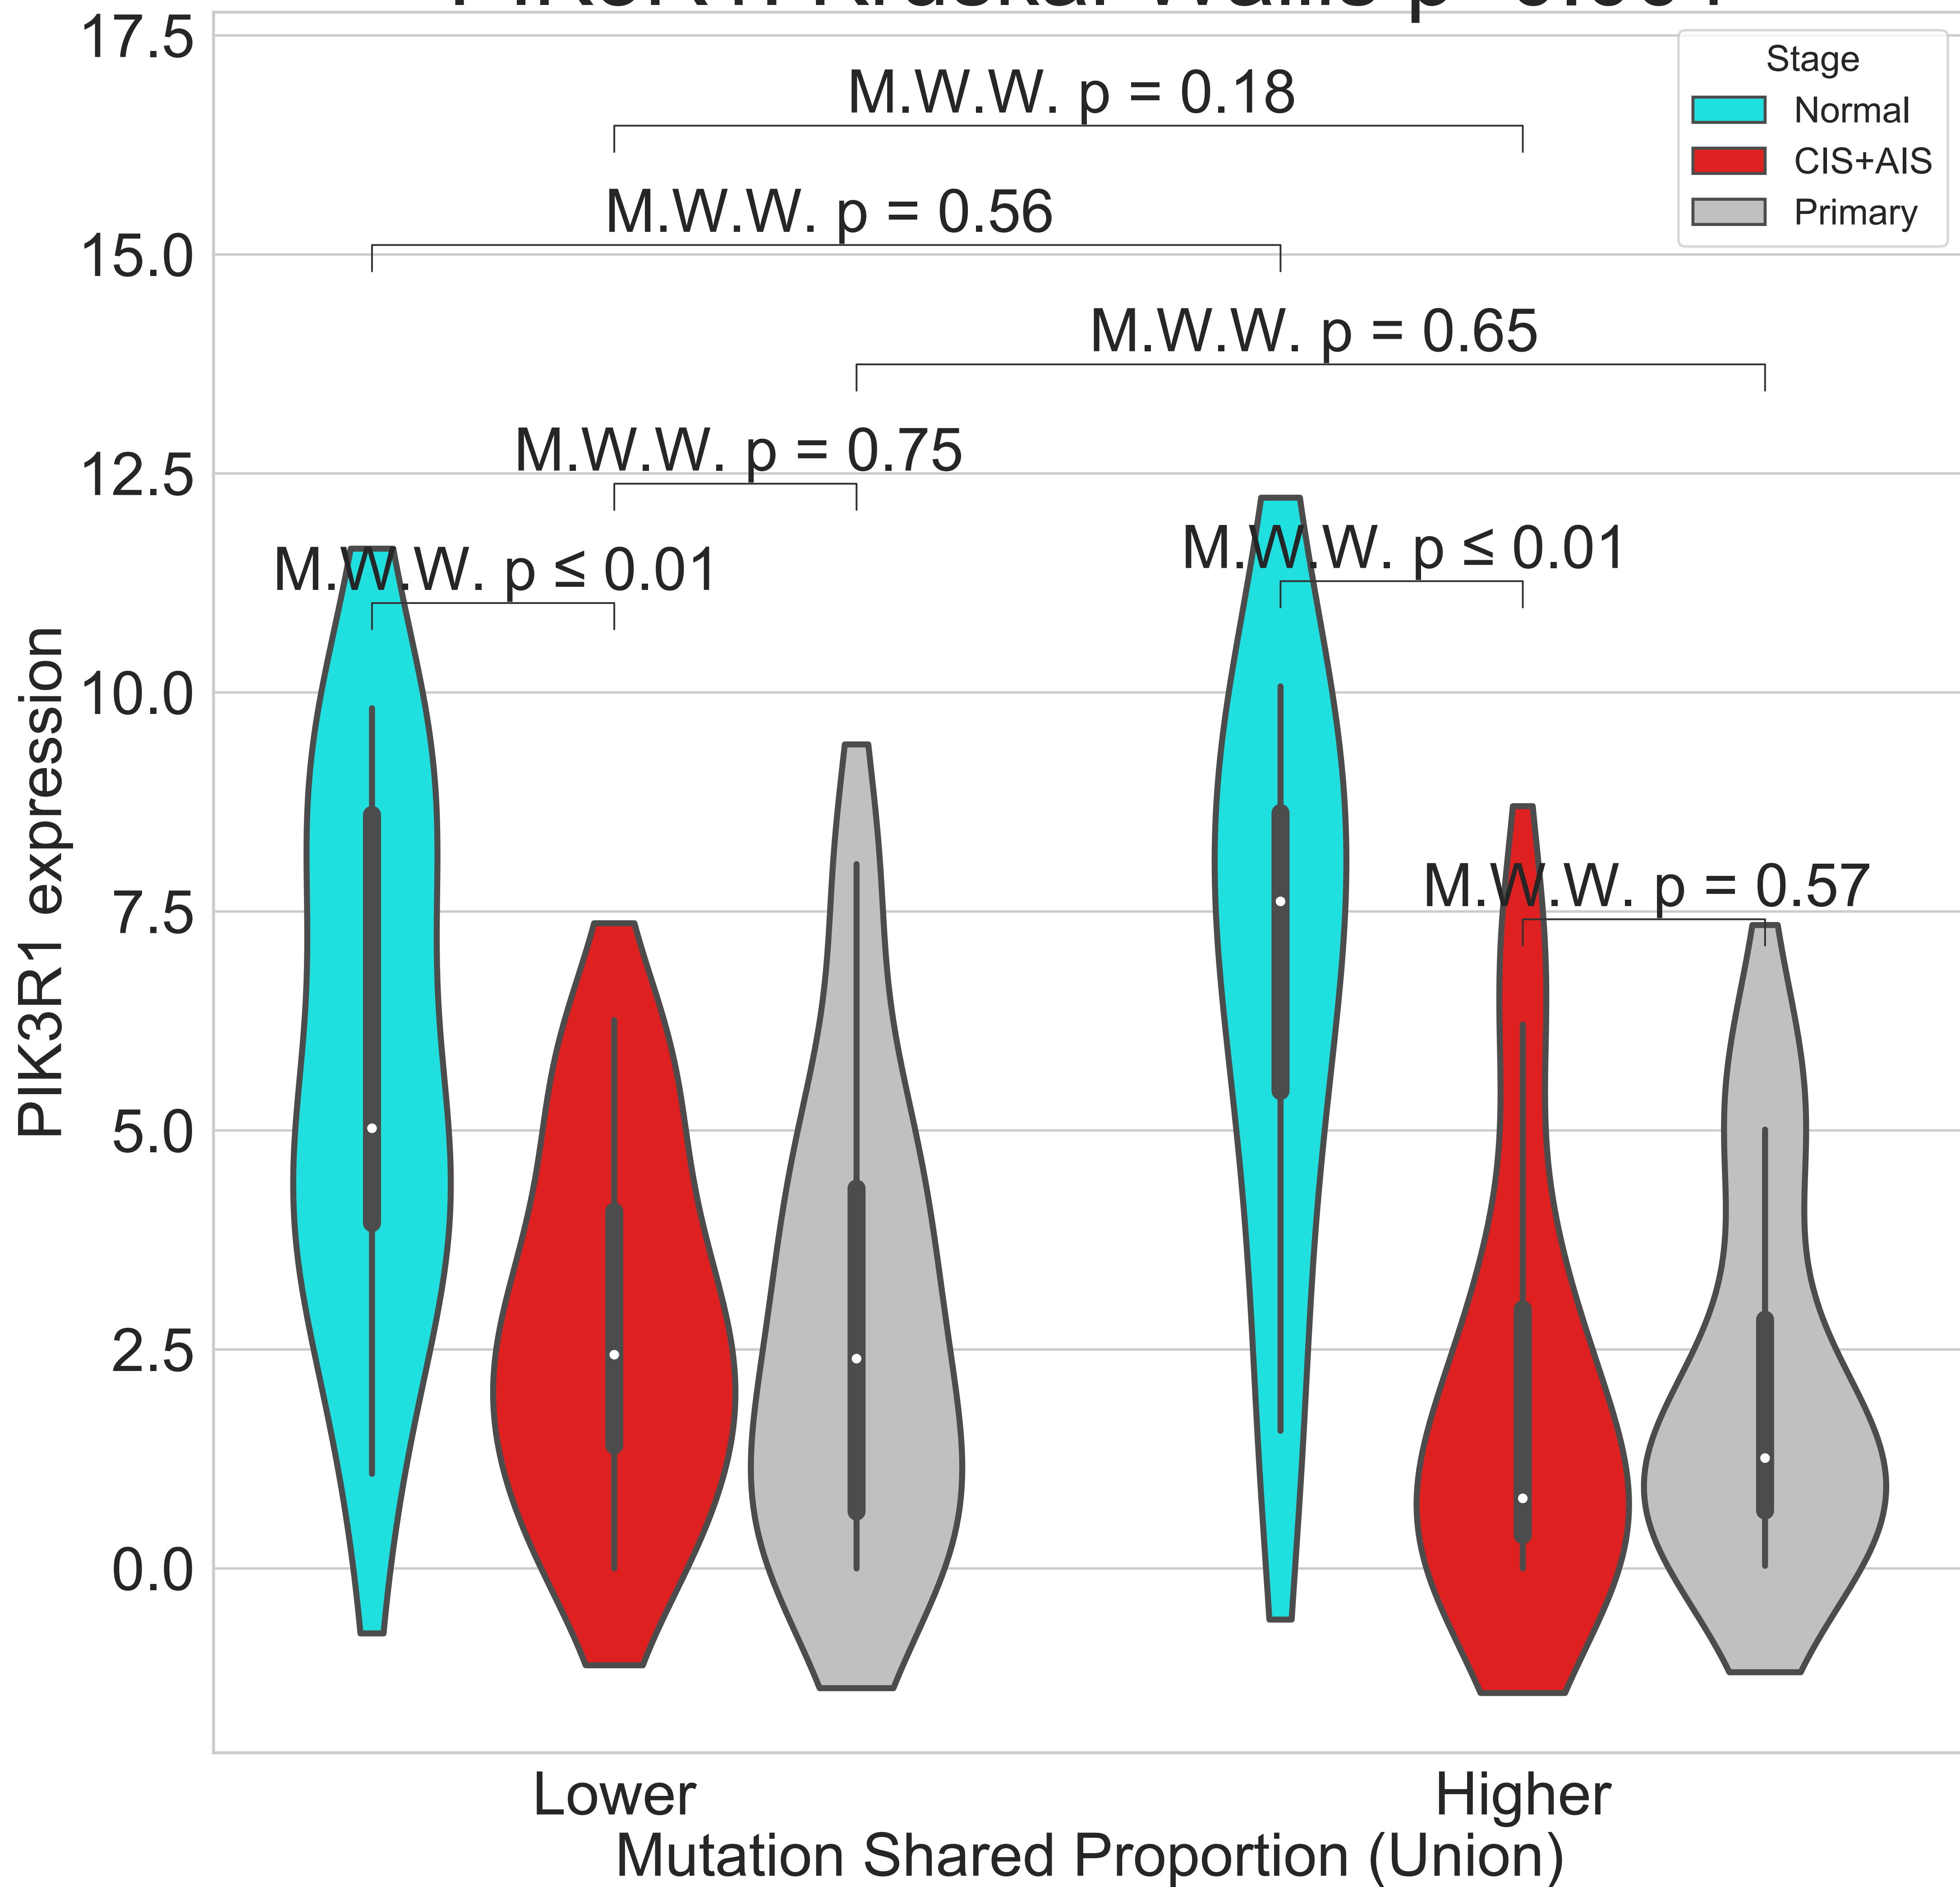 17.5
15.0
12.5
10.0
7.5
5.0
2.5
0.0
PIK3R1 expression
Stage
Normal
CIS+AIS
Primary
M.W.W. p = 0.18
M.W.W. p = 0.56
M.W.W. p = 0.65
M.W.W. p = 0.75
M.W.W. p ≤ 0.01
M.W.W. p ≤ 0.01
M.W.W. p = 0.57
Lower
Higher
Mutation Shared Proportion (Union)